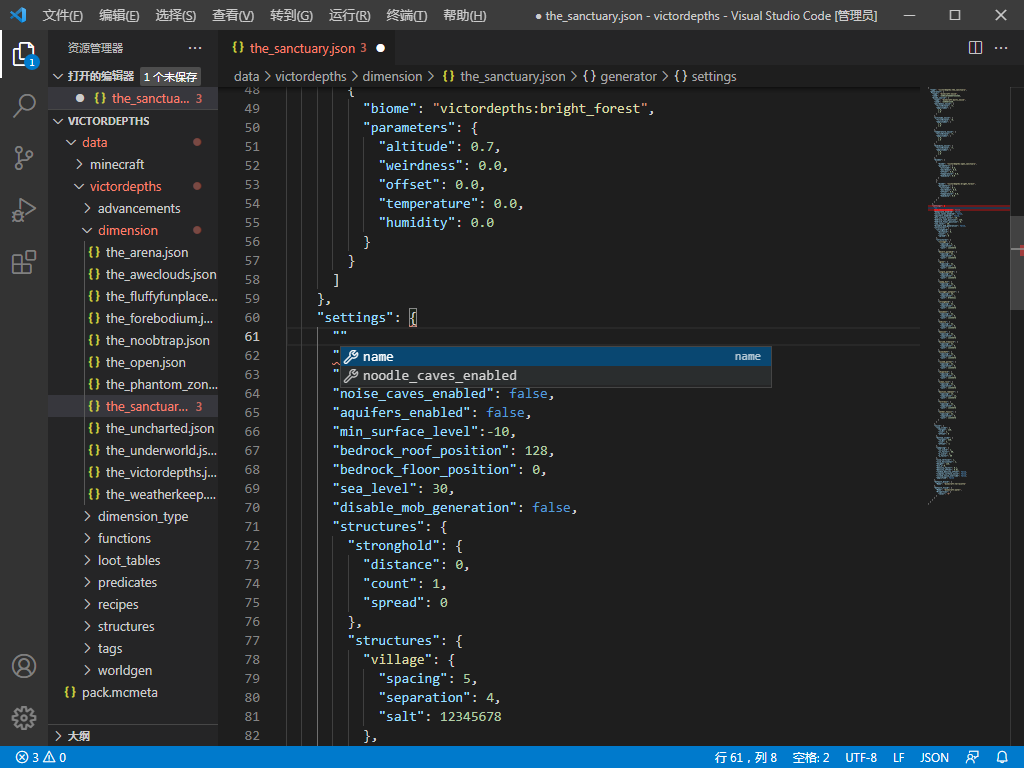 文件(F) 编辑(E) 选择(S) 查看(V) 转到(G) 运行(R) 终端(T) 帮助(H) ● the_sanctuary.json - victordepths - Visual Studio Code [管理员]
资源管理器 ...
打开的编辑器 1 个未保存
the_sanctua... 3
VICTORDEPTHS
data
minecraft
victordepths
advancements
dimension
the_arena.json
the_aweclouds.json
the_fluffyfunplace...
the_forebodium.j...
the_noobtrap.json
the_open.json
the_phantom_zon...
the_sanctuar... 3
the_uncharted.json
the_underworld.js...
the_victordepths.j...
the_weatherkeep....
dimension_type
functions
loot_tables
predicates
recipes
structures
tags
worldgen
pack.mcmeta
大纲
1
{} the_sanctuary.json 3 ●
data > victordepths > dimension > {} the_sanctuary.json > {} generator > {} settings
48 {
49 "biome": "victordepths:bright_forest",
50 "parameters": {
51 "altitude": 0.7,
52 "weirdness": 0.0,
53 "offset": 0.0,
54 "temperature": 0.0,
55 "humidity": 0.0
56 }
57 }
58 ]
59 },
60 "settings": {
61 ""
62 "
63 "
name name
noodle_caves_enabled
64 "noise_caves_enabled": false,
65 "aquifers_enabled": false,
66 "min_surface_level":-10,
67 "bedrock_roof_position": 128,
68 "bedrock_floor_position": 0,
69 "sea_level": 30,
70 "disable_mob_generation": false,
71 "structures": {
72 "stronghold": {
73 "distance": 0,
74 "count": 1,
75 "spread": 0
76 },
77 "structures": {
78 "village": {
79 "spacing": 5,
80 "separation": 4,
81 "salt": 12345678
82 },
3 0 行 61，列 8 空格: 2 UTF-8 LF JSON